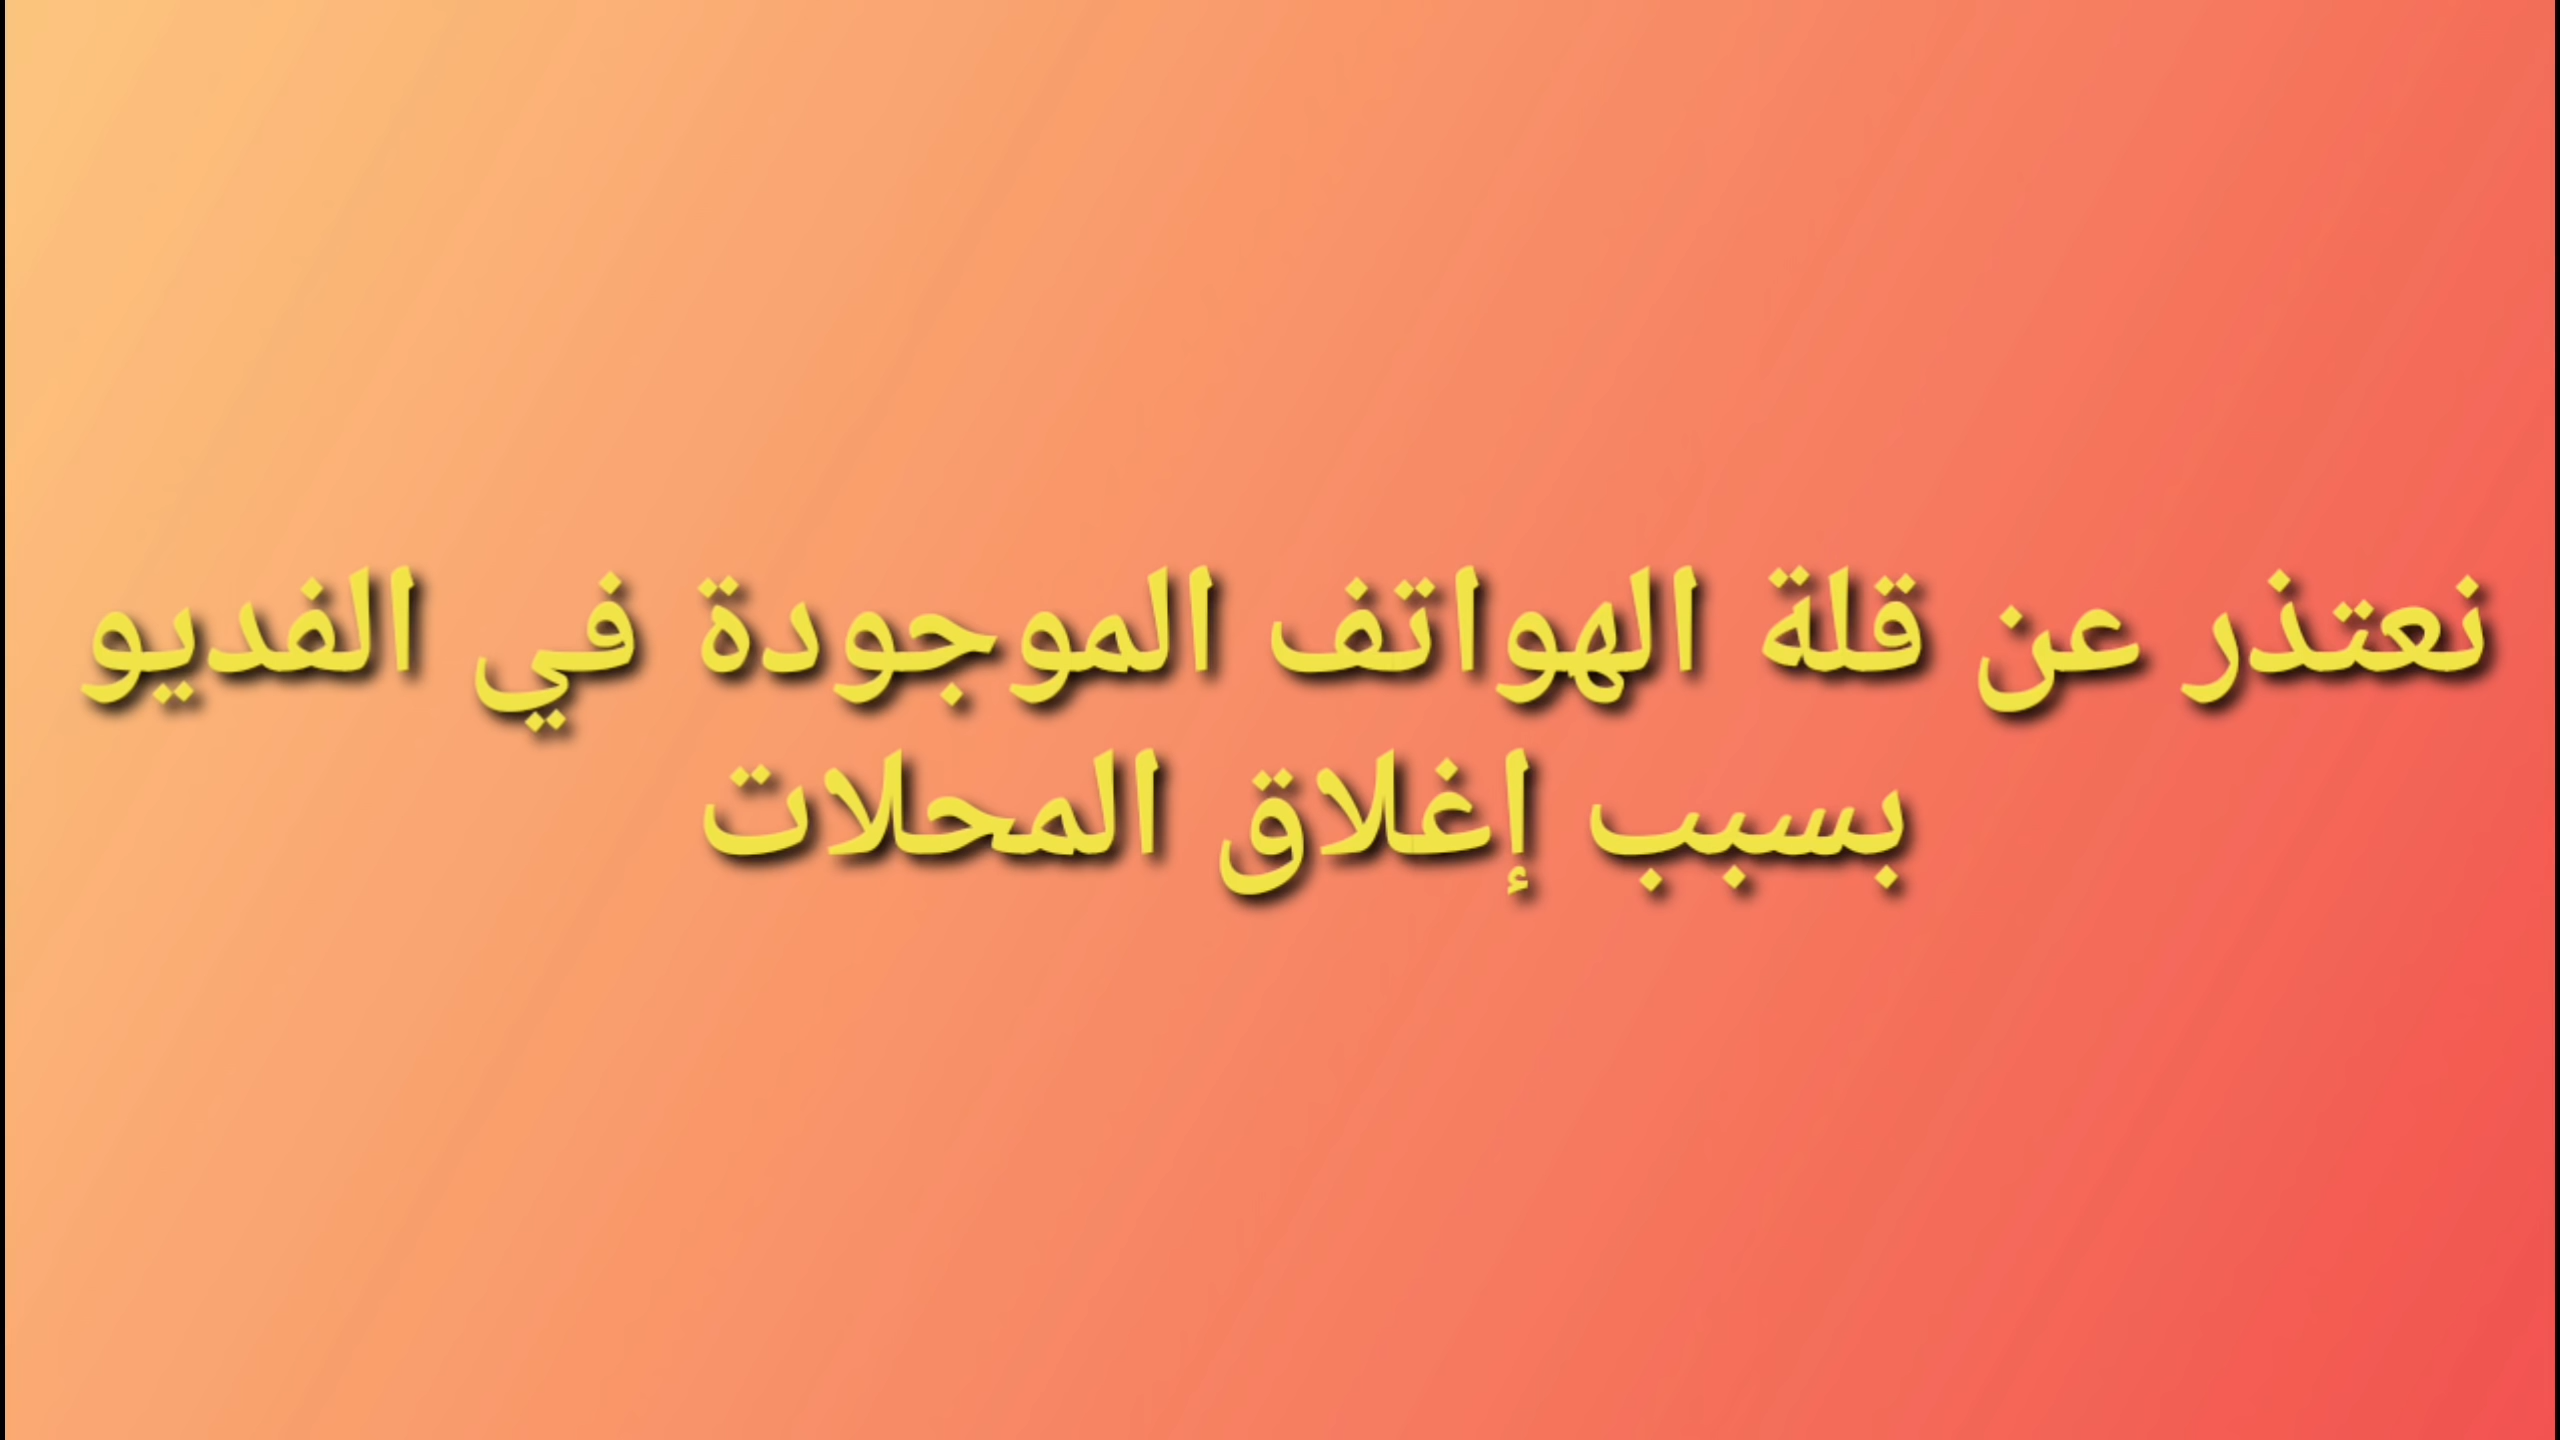 نعتذر عن قلة الهواتف الموجودة في الفديو
بسبب إغلاق المحلات